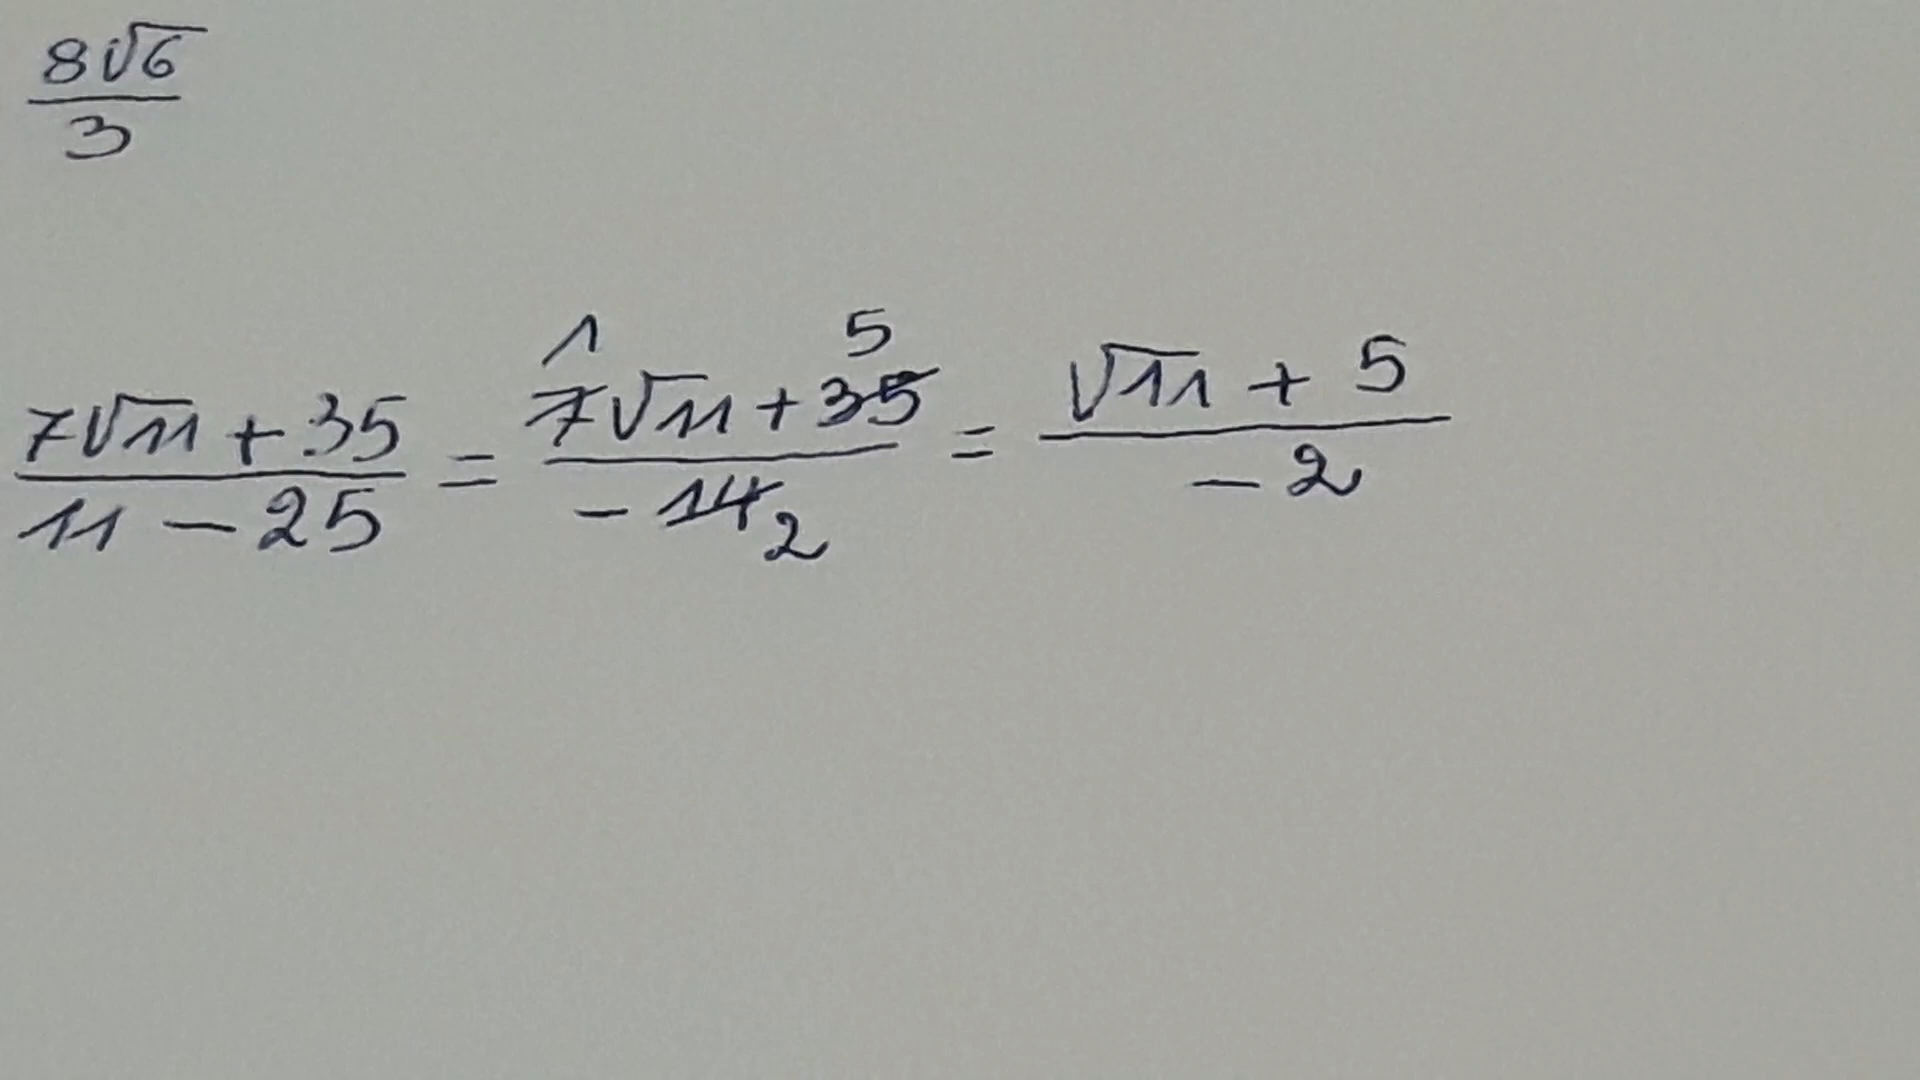 8√6
3
1 5
7√11 + 35 = 7√11 + 35 = √11 + 5
11 - 25 - 14 2 - 2